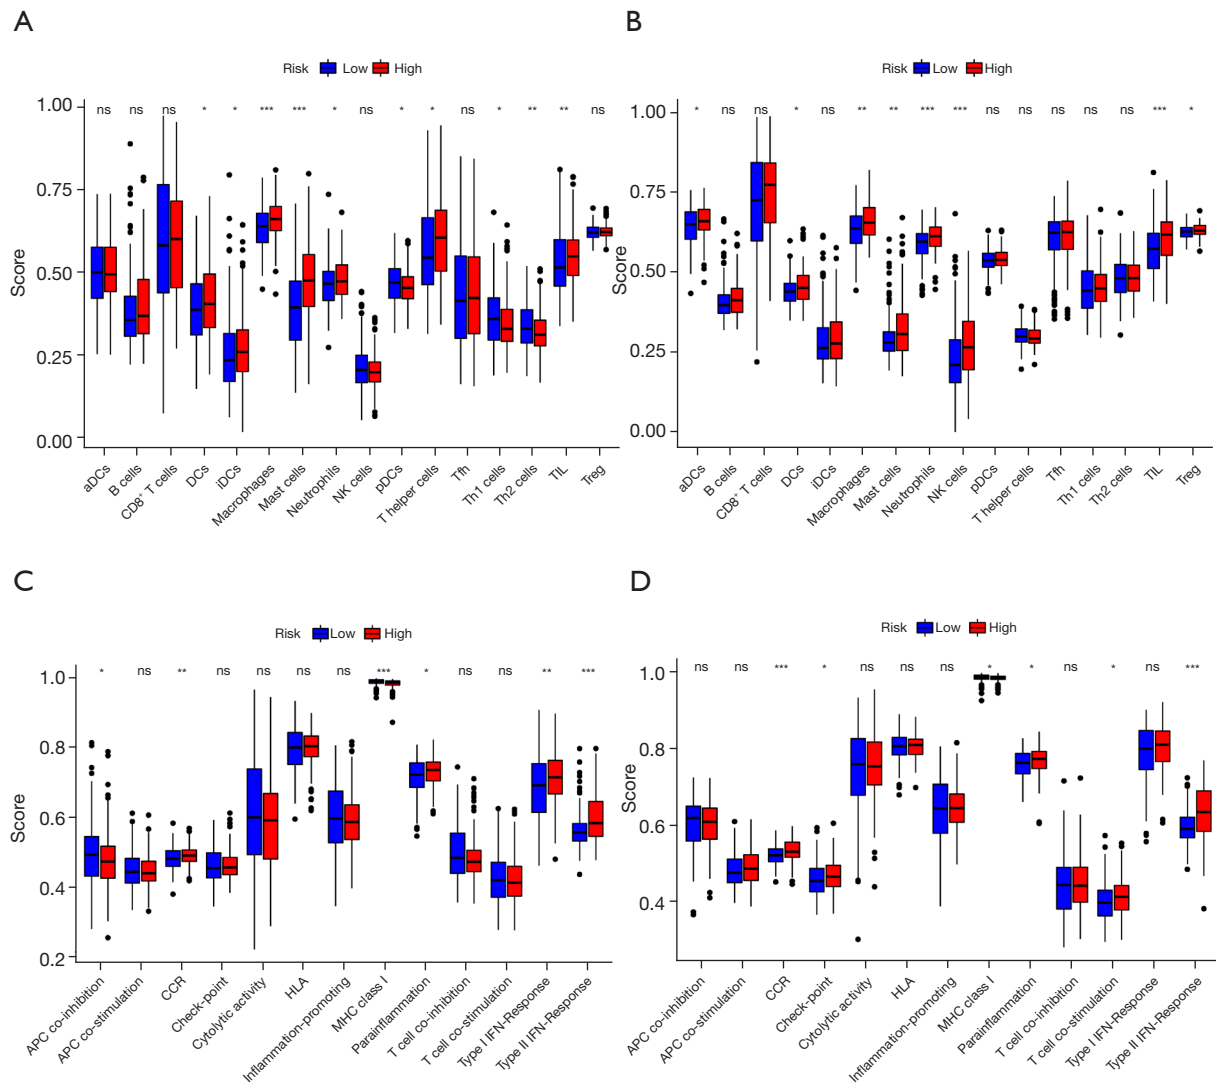 A
Risk Low High
1.00
0.75
0.50
0.25
0.00
Score
ns ns ns * * *** *** * ns * * ns * ** ** ns
aDCs
B cells
CD8+ T cells
DCs
iDCs
Macrophages
Mast cells
Neutrophils
NK cells
pDCs
T helper cells
Tfh
Th1 cells
Th2 cells
TIL
Treg
B
Risk Low High
1.00
0.75
0.50
0.25
0.00
Score
* ns ns * ns ** ** *** *** ns ns ns ns ns *** *
aDCs
B cells
CD8+ T cells
DCs
iDCs
Macrophages
Mast cells
Neutrophils
NK cells
pDCs
T helper cells
Tfh
Th1 cells
Th2 cells
TIL
Treg
C
Risk Low High
1.0
0.8
0.6
0.4
0.2
Score
* ns ** ns ns ns ns *** * ns ns ** ***
APC co-inhibition
APC co-stimulation
CCR
Check-point
Cytolytic activity
HLA
Inflammation-promoting
MHC class I
Parainflammation
T cell co-inhibition
T cell co-stimulation
Type I IFN-Response
Type II IFN-Response
D
Risk Low High
1.0
0.8
0.6
0.4
Score
ns ns *** * ns ns ns * * ns * ns ***
APC co-inhibition
APC co-stimulation
CCR
Check-point
Cytolytic activity
HLA
Inflammation-promoting
MHC class I
Parainflammation
T cell co-inhibition
T cell co-stimulation
Type I IFN-Response
Type II IFN-Response